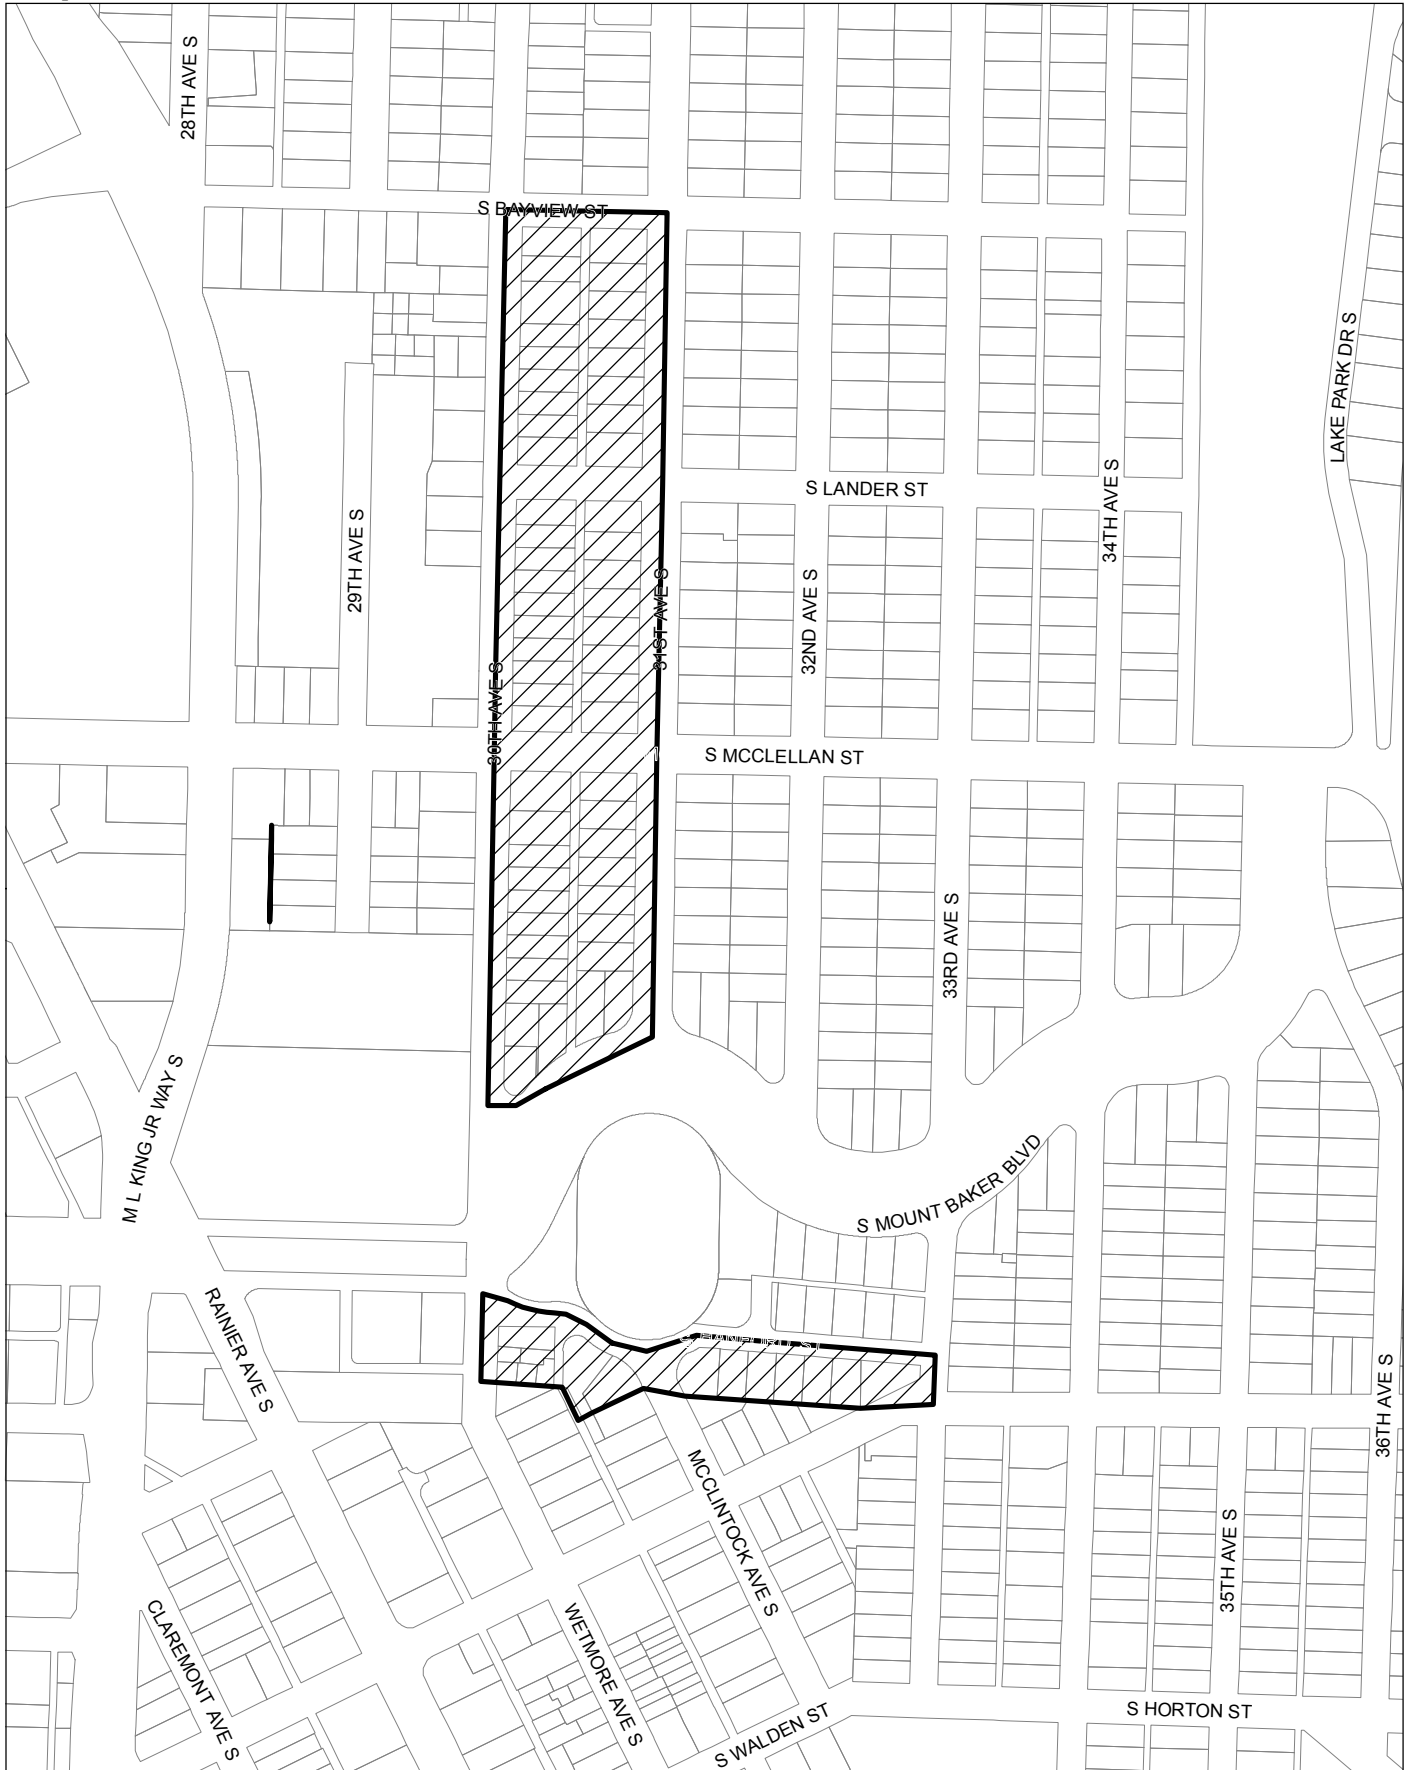 28TH AVE S
S BAYVIEW ST
LAKE PARK DR S
S LANDER ST
34TH AVE S
29TH AVE S
31ST AVE S
32ND AVE S
30TH AVE S
S MCCLELLAN ST
33RD AVE S
M L KING JR WAY S
S MOUNT BAKER BLVD
RAINIER AVE S
36TH AVE S
MCCLINTOCK AVE S
35TH AVE S
CLAREMONT AVE S
WETMORE AVE S
S WALDEN ST
S HORTON ST